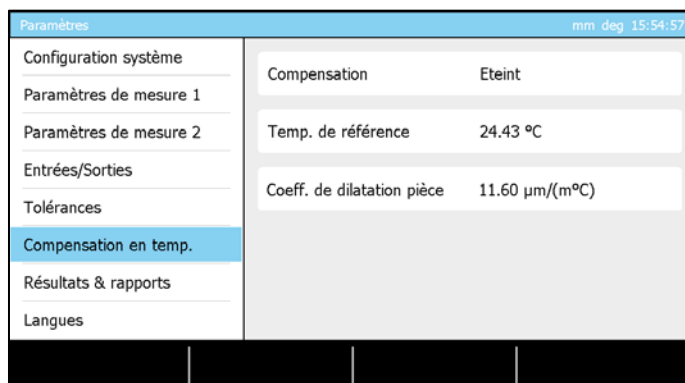 Paramètres mm deg 15:54:57
Configuration système
Paramètres de mesure 1
Paramètres de mesure 2
Entrées/Sorties
Tolérances
Compensation en temp.
Résultats & rapports
Langues
Compensation Eteint
Temp. de référence 24.43 ºC
Coeff. de dilatation pièce 11.60 µm/(mºC)